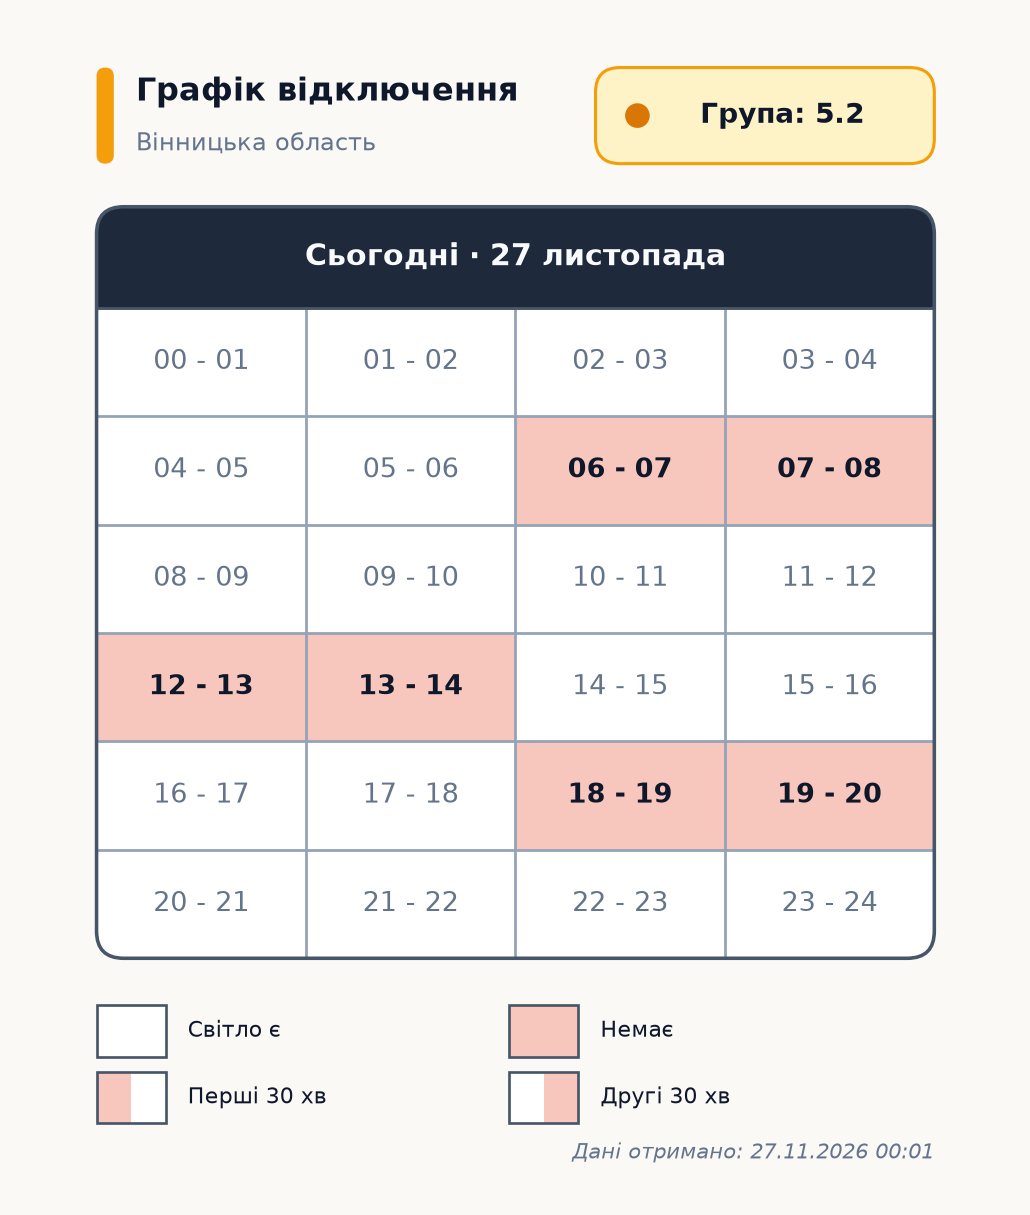 Графік відключення
Вінницька область
Група: 5.2
Сьогодні · 27 листопада
00 - 01 01 - 02 02 - 03 03 - 04
04 - 05 05 - 06 06 - 07 07 - 08
08 - 09 09 - 10 10 - 11 11 - 12
12 - 13 13 - 14 14 - 15 15 - 16
16 - 17 17 - 18 18 - 19 19 - 20
20 - 21 21 - 22 22 - 23 23 - 24
Світло є Немає
Перші 30 хв Другі 30 хв
Дані отримано: 27.11.2026 00:01